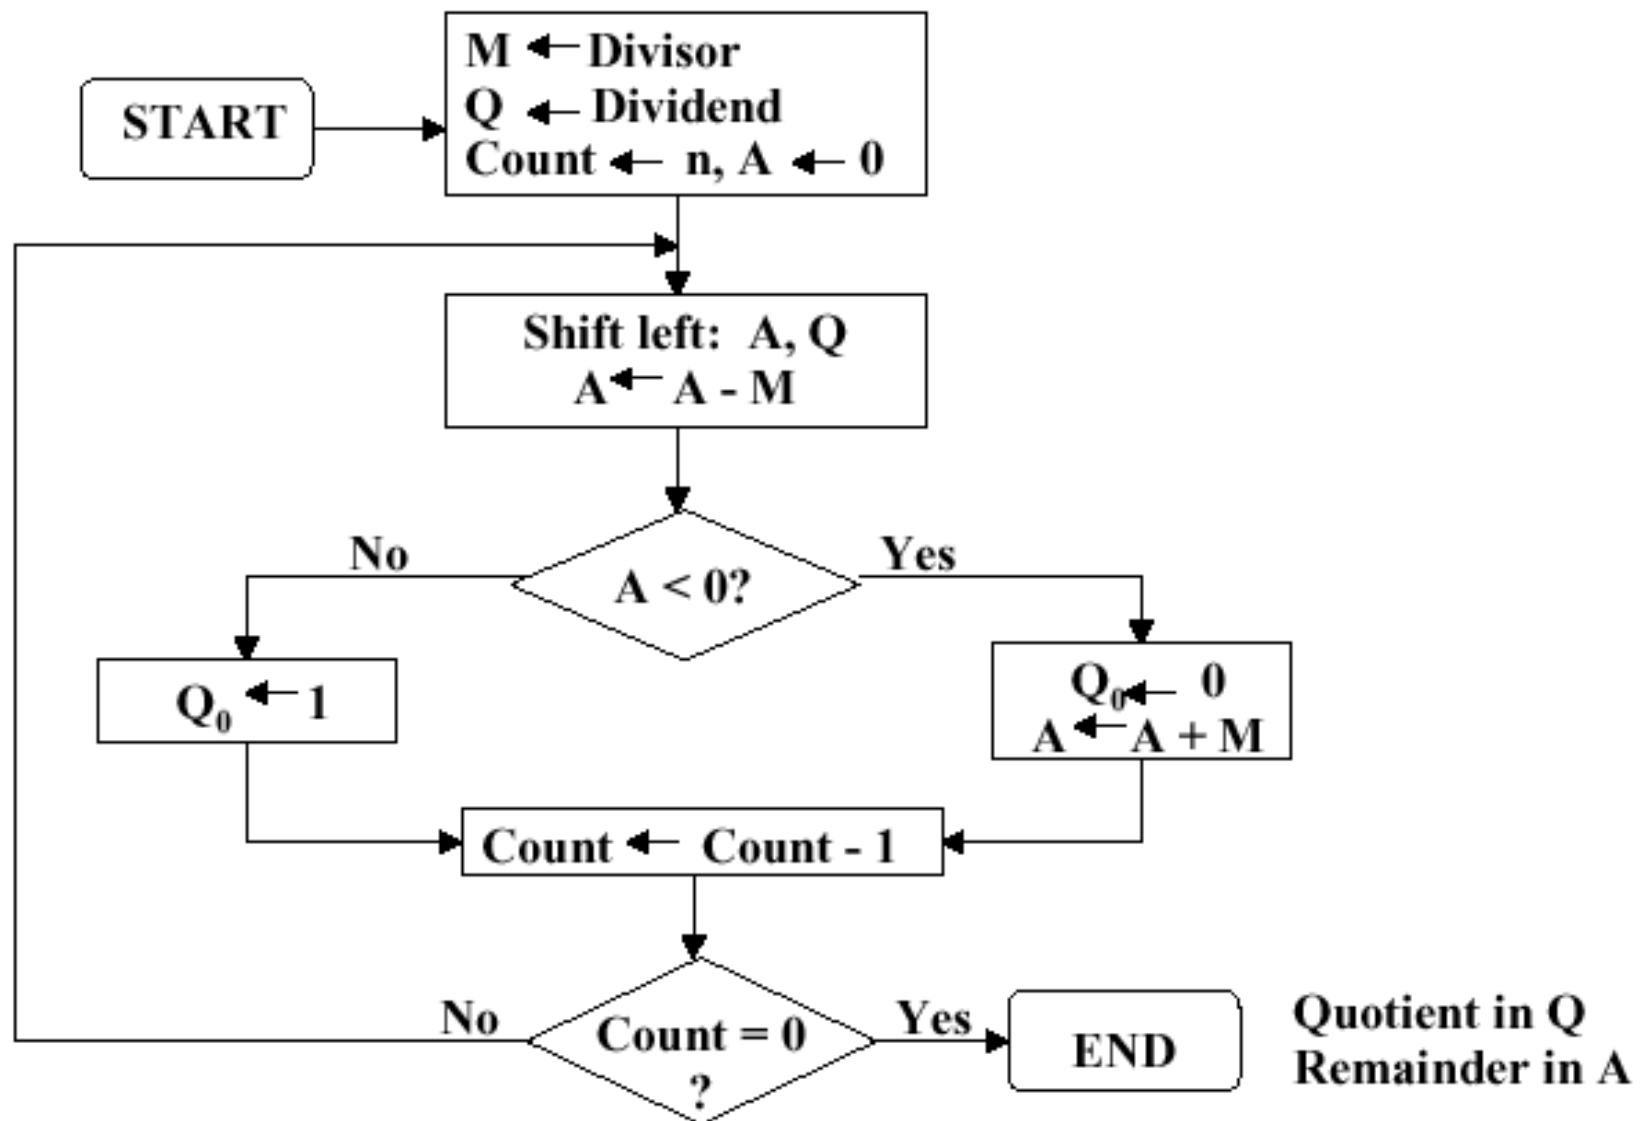 START
M ← Divisor
Q ← Dividend
Count ← n, A ← 0
Shift left: A, Q
A ← A - M
No
Yes
A < 0?
Q₀ ← 1
Q₀ ← 0
A ← A + M
Count ← Count - 1
No
Yes
Count = 0
?
END
Quotient in Q
Remainder in A